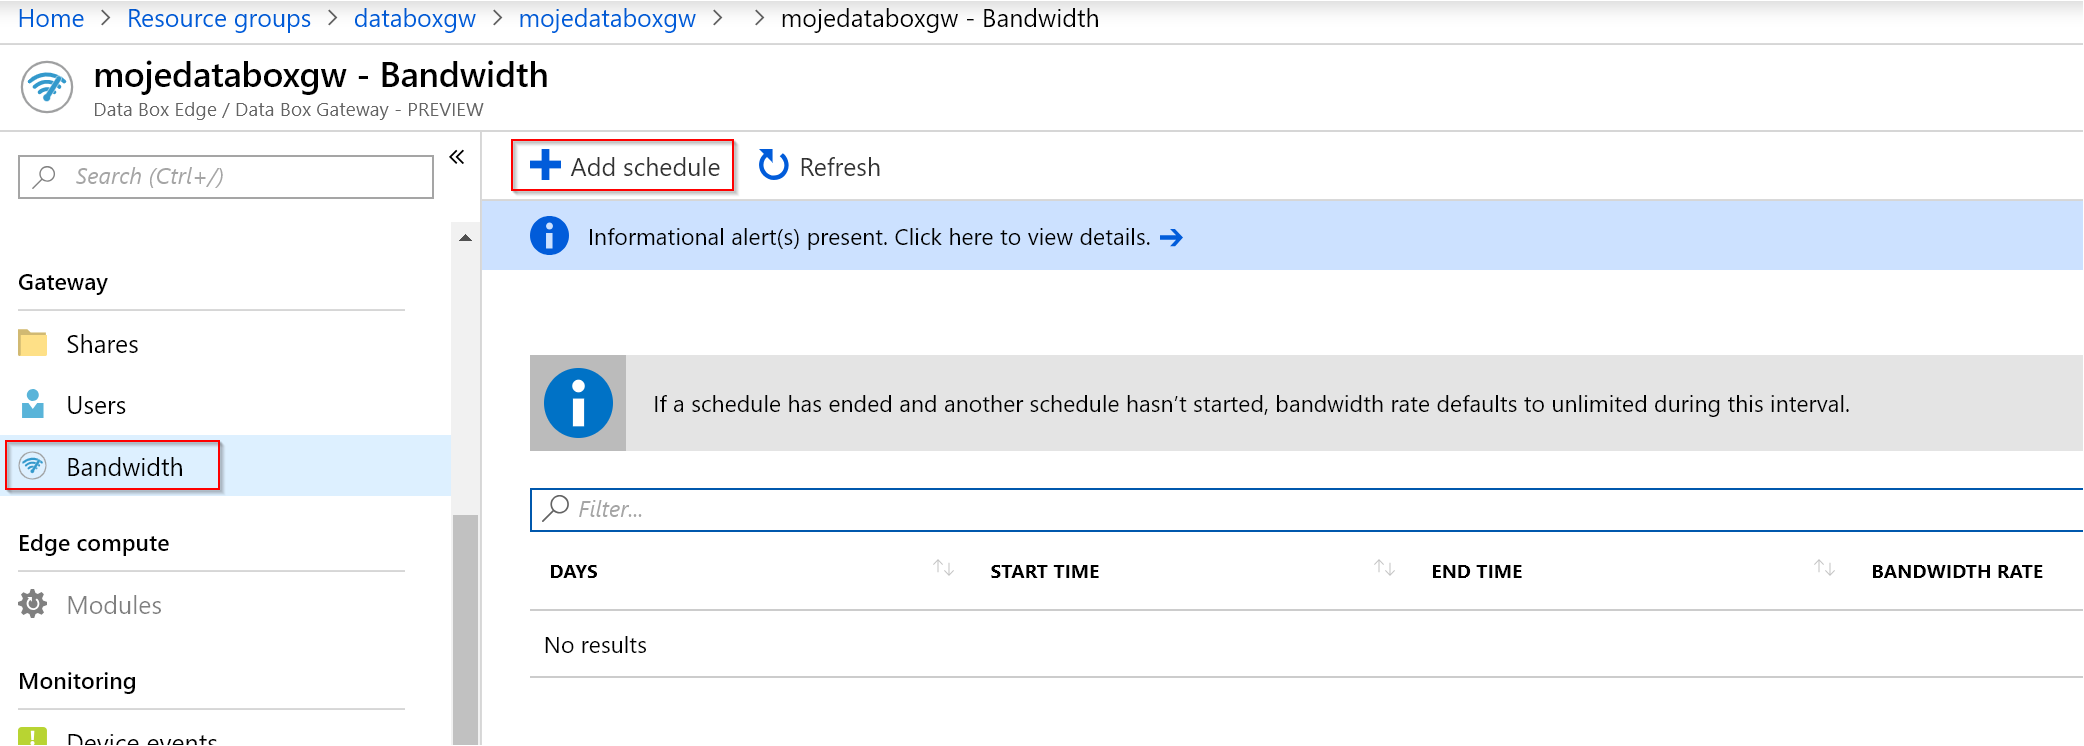 Home > Resource groups > databoxgw > mojedataboxgw > > mojedataboxgw - Bandwidth
mojedataboxgw - Bandwidth
Data Box Edge / Data Box Gateway - PREVIEW
Search (Ctrl+/)
«
Gateway
Shares
Users
Bandwidth
Edge compute
Modules
Monitoring
Device events
Add schedule Refresh
Informational alert(s) present. Click here to view details. →
If a schedule has ended and another schedule hasn’t started, bandwidth rate defaults to unlimited during this interval.
Filter...
DAYS START TIME END TIME BANDWIDTH RATE
No results